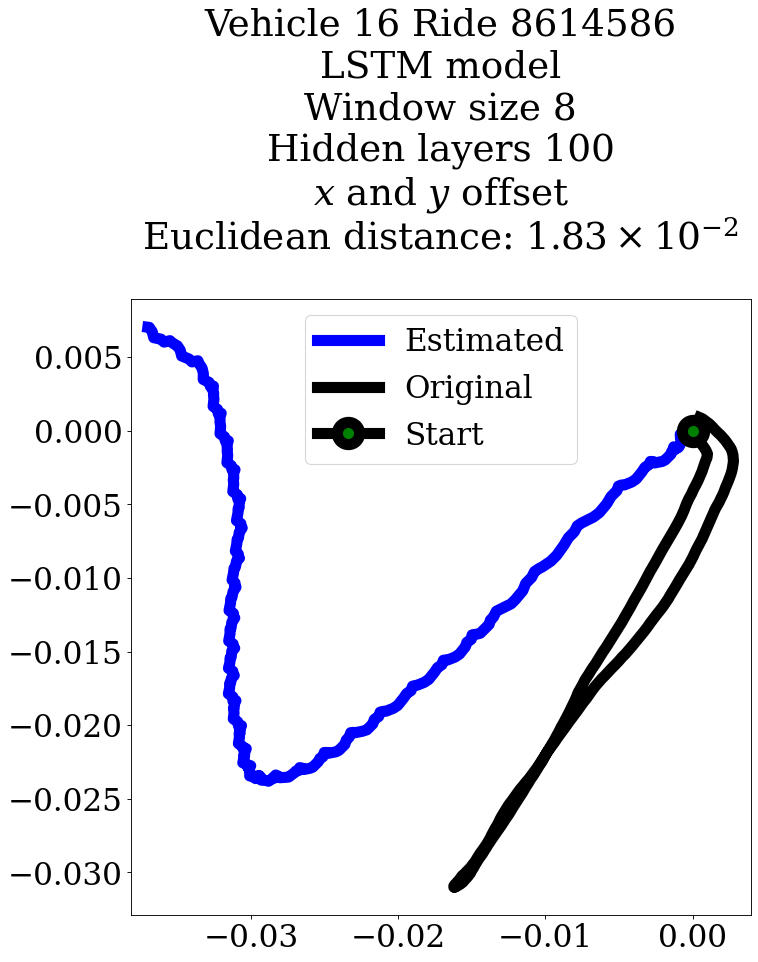 Vehicle 16 Ride 8614586
LSTM model
Window size 8
Hidden layers 100
x and y offset
Euclidean distance: 1.83 × 10⁻²
Estimated
Original
Start
0.005
0.000
−0.005
−0.010
−0.015
−0.020
−0.025
−0.030
−0.03 −0.02 −0.01 0.00